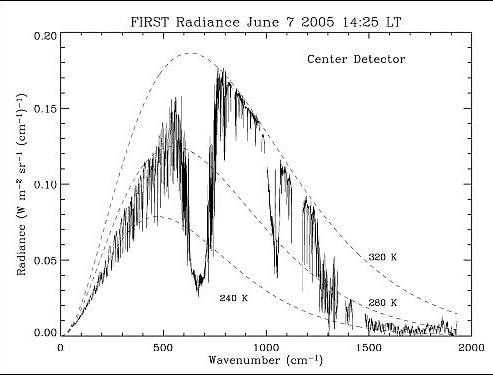 FIRST Radiance June 7 2005 14:25 LT
Center Detector
Radiance (W m-2 sr-1 (cm-1)-1)
0.20
0.15
0.10
0.05
0.00
320 K
280 K
240 K
0 500 1000 1500 2000
Wavenumber (cm-1)